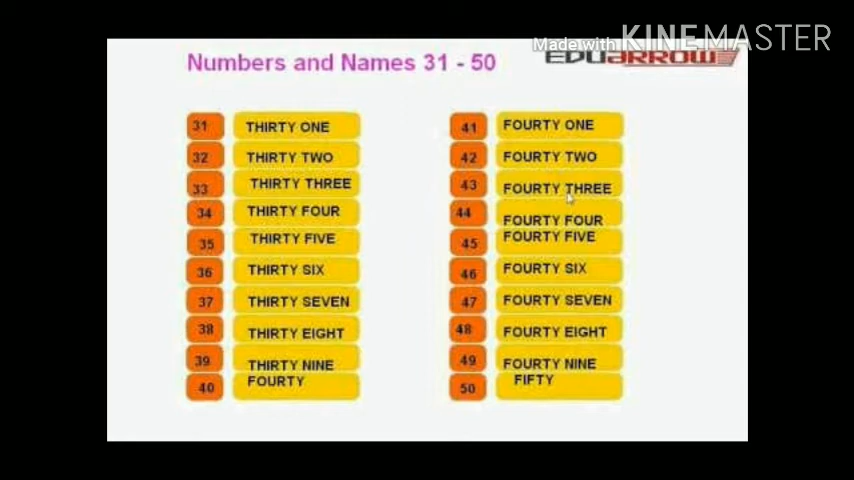 Made with KINEMASTER
Numbers and Names 31 - 50
EDUARROW
31 THIRTY ONE
32 THIRTY TWO
33 THIRTY THREE
34 THIRTY FOUR
35 THIRTY FIVE
36 THIRTY SIX
37 THIRTY SEVEN
38 THIRTY EIGHT
39 THIRTY NINE
40 FOURTY
41 FOURTY ONE
42 FOURTY TWO
43 FOURTY THREE
44 FOURTY FOUR
45 FOURTY FIVE
46 FOURTY SIX
47 FOURTY SEVEN
48 FOURTY EIGHT
49 FOURTY NINE
50 FIFTY